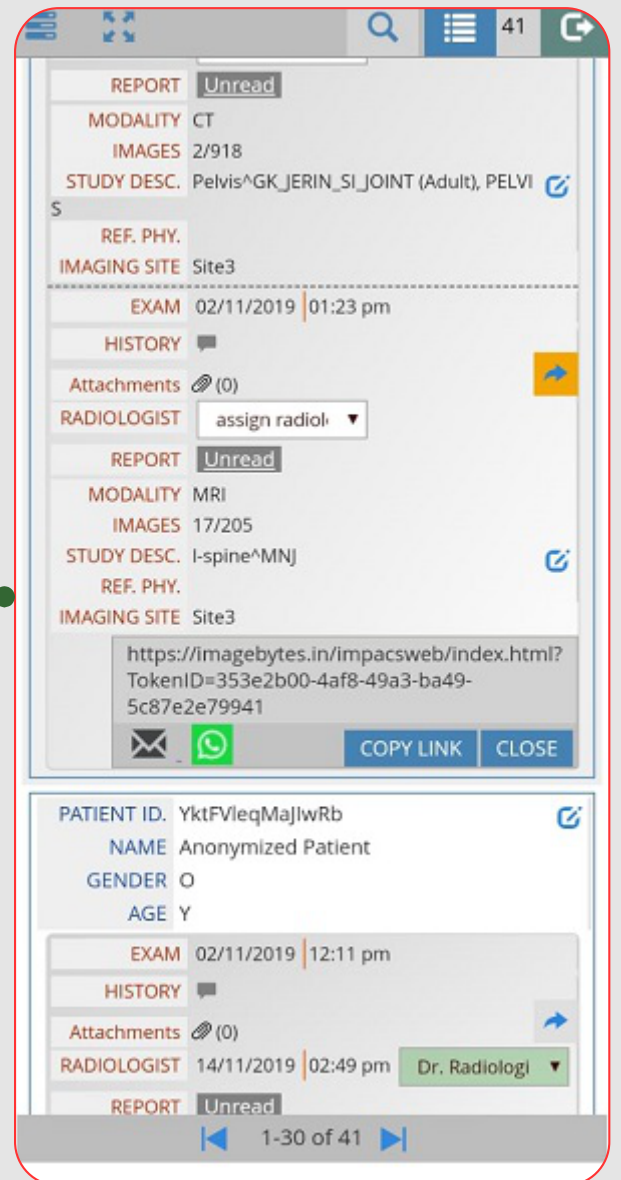 41
REPORT Unread
MODALITY CT
IMAGES 2/918
STUDY DESC. Pelvis^GK_JERIN_SI_JOINT (Adult), PELVI
S
REF. PHY.
IMAGING SITE Site3
EXAM 02/11/2019 01:23 pm
HISTORY
Attachments (0)
RADIOLOGIST assign radiol
REPORT Unread
MODALITY MRI
IMAGES 17/205
STUDY DESC. l-spine^MNJ
REF. PHY.
IMAGING SITE Site3
https://imagebytes.in/impacsweb/index.html?
TokenID=353e2b00-4af8-49a3-ba49-
5c87e2e79941
COPY LINK CLOSE
PATIENT ID. YktFVleqMaJlwRb
NAME Anonymized Patient
GENDER O
AGE Y
EXAM 02/11/2019 12:11 pm
HISTORY
Attachments (0)
RADIOLOGIST 14/11/2019 02:49 pm Dr. Radiologi
REPORT Unread
1-30 of 41